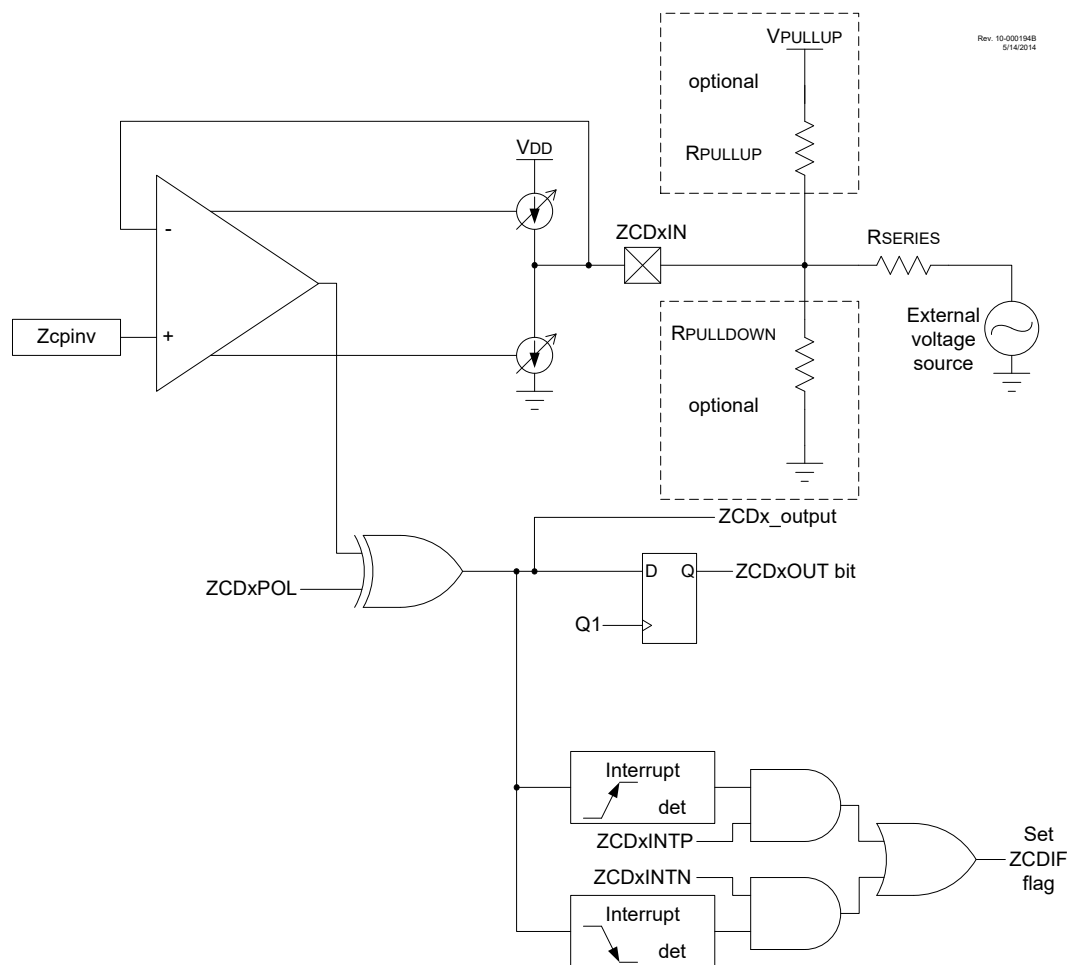 Rev. 10-000194B
5/14/2014
VPULLUP
optional
RPULLUP
VDD
ZCDxIN
RSERIES
-
+
Zcpinv
RPULLDOWN
optional
External
voltage
source
ZCDx_output
ZCDxPOL
D
Q
ZCDxOUT bit
Q1
Interrupt
det
ZCDxINTP
ZCDxINTN
Interrupt
det
Set
ZCDIF
flag